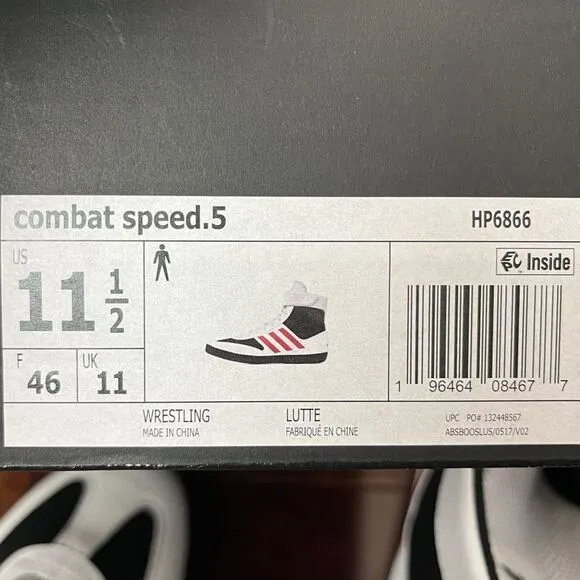 combat speed.5 HP6866
US
11 1/2
F
46
UK
11
Inside
1 96464 08467 7
WRESTLING
MADE IN CHINA
LUTTE
FABRIQUÉ EN CHINE
UPC PO# 132448567
ABSBOOSLUS/0517/V02